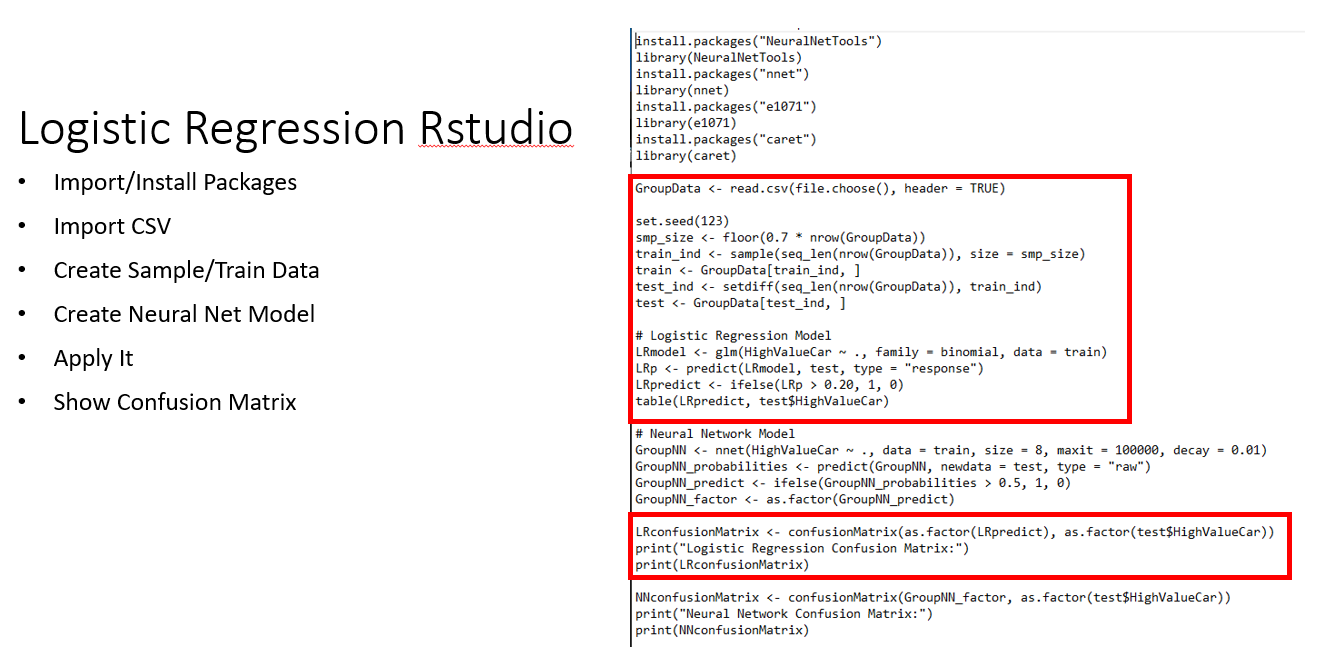 Logistic Regression Rstudio
• Import/Install Packages
• Import CSV
• Create Sample/Train Data
• Create Neural Net Model
• Apply It
• Show Confusion Matrix
install.packages("NeuralNetTools")
library(NeuralNetTools)
install.packages("nnet")
library(nnet)
install.packages("e1071")
library(e1071)
install.packages("caret")
library(caret)
GroupData <- read.csv(file.choose(), header = TRUE)
set.seed(123)
smp_size <- floor(0.7 * nrow(GroupData))
train_ind <- sample(seq_len(nrow(GroupData)), size = smp_size)
train <- GroupData[train_ind, ]
test_ind <- setdiff(seq_len(nrow(GroupData)), train_ind)
test <- GroupData[test_ind, ]
# Logistic Regression Model
LRmodel <- glm(HighValueCar ~ ., family = binomial, data = train)
LRp <- predict(LRmodel, test, type = "response")
LRpredict <- ifelse(LRp > 0.20, 1, 0)
table(LRpredict, test$HighValueCar)
# Neural Network Model
GroupNN <- nnet(HighValueCar ~ ., data = train, size = 8, maxit = 100000, decay = 0.01)
GroupNN_probabilities <- predict(GroupNN, newdata = test, type = "raw")
GroupNN_predict <- ifelse(GroupNN_probabilities > 0.5, 1, 0)
GroupNN_factor <- as.factor(GroupNN_predict)
LRconfusionMatrix <- confusionMatrix(as.factor(LRpredict), as.factor(test$HighValueCar))
print("Logistic Regression Confusion Matrix:")
print(LRconfusionMatrix)
NNconfusionMatrix <- confusionMatrix(GroupNN_factor, as.factor(test$HighValueCar))
print("Neural Network Confusion Matrix:")
print(NNconfusionMatrix)